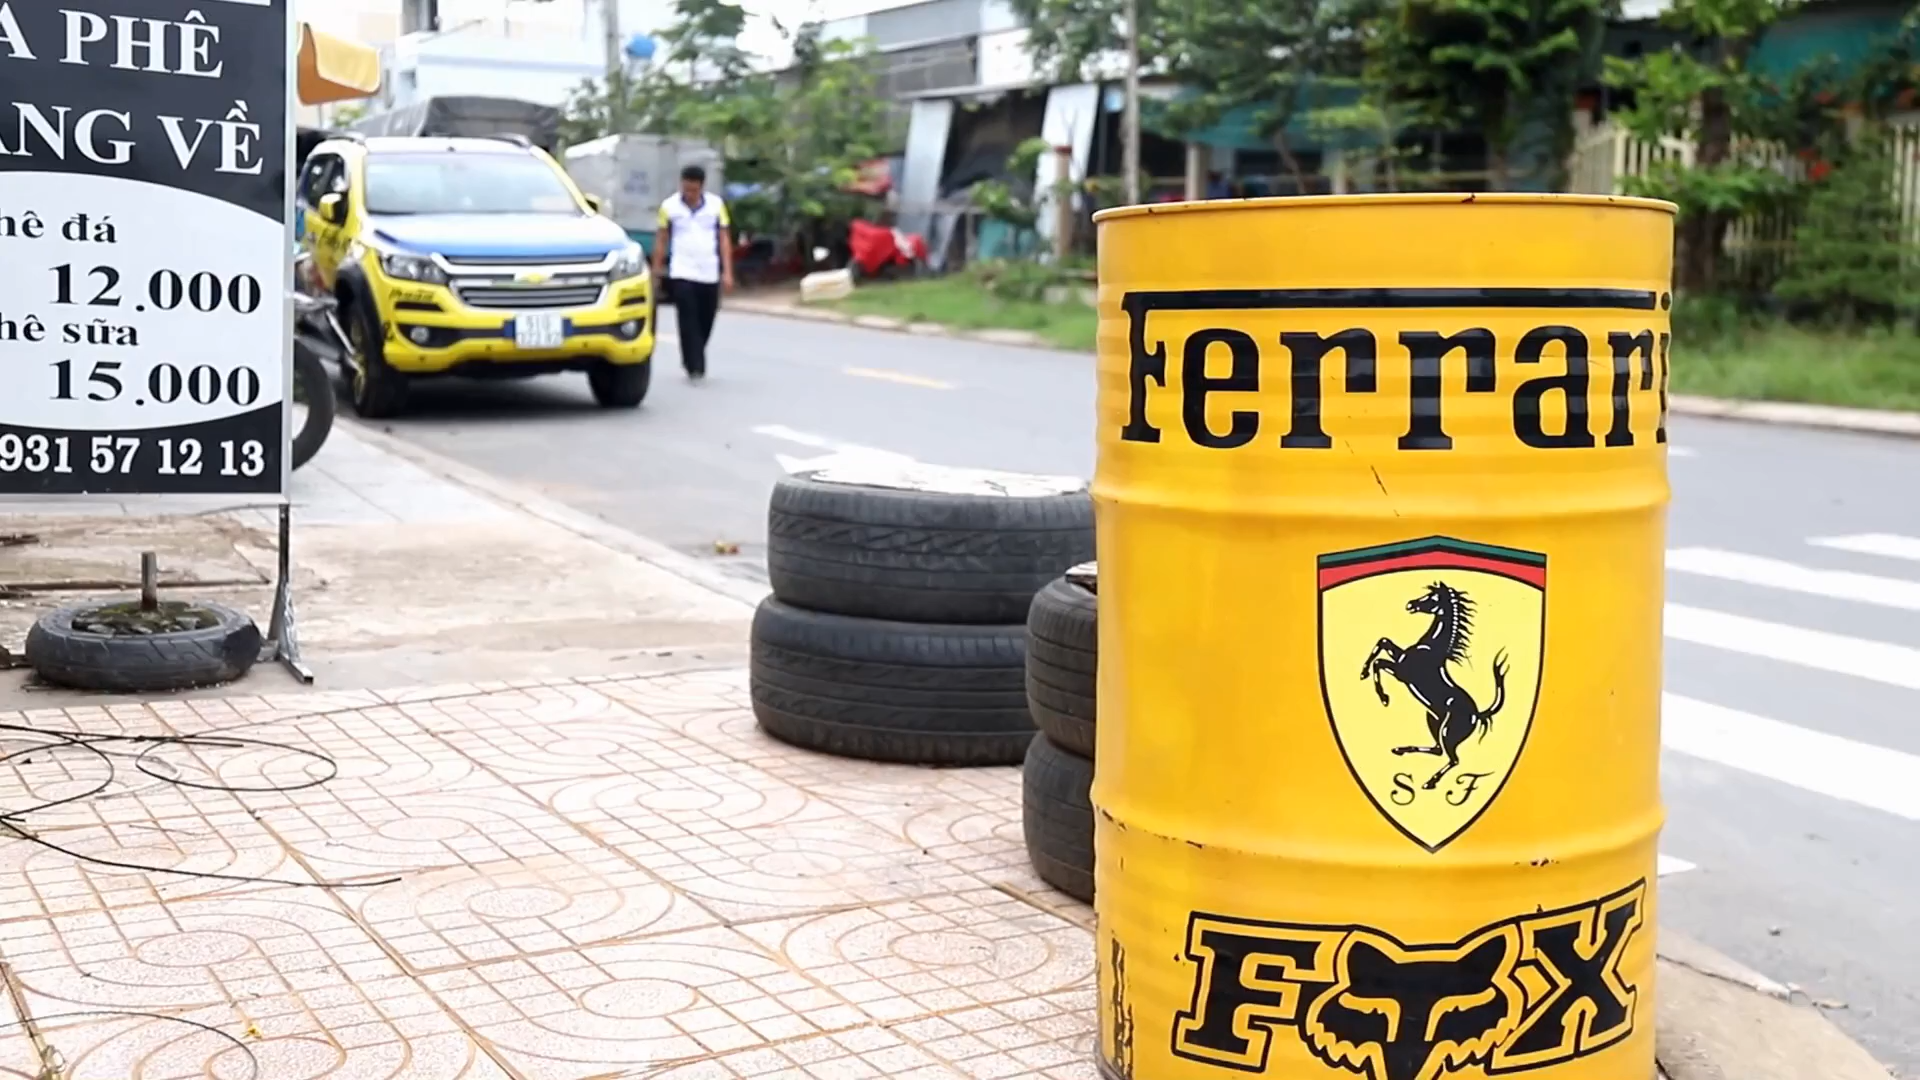 A PHÊ
ANG VỀ
hê đá
12.000
hê sữa
15.000
931 57 12 13
Ferrari
S F
FOX